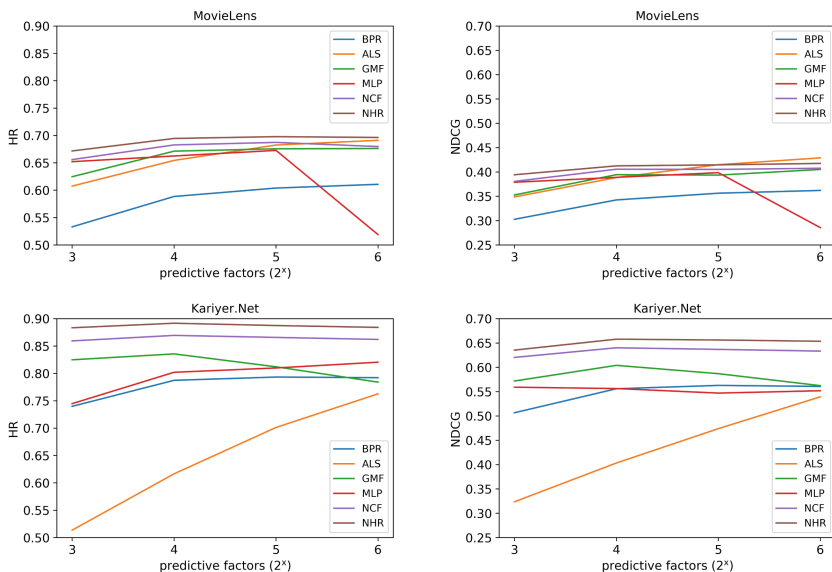 MovieLens
0.90
0.85
0.80
0.75
0.70
0.65
0.60
0.55
0.50
HR
3
4
5
6
predictive factors (2^x)
BPR
ALS
GMF
MLP
NCF
NHR
MovieLens
0.70
0.65
0.60
0.55
0.50
0.45
0.40
0.35
0.30
0.25
NDCG
3
4
5
6
predictive factors (2^x)
BPR
ALS
GMF
MLP
NCF
NHR
Kariyer.Net
0.90
0.85
0.80
0.75
0.70
0.65
0.60
0.55
0.50
HR
3
4
5
6
predictive factors (2^x)
BPR
ALS
GMF
MLP
NCF
NHR
Kariyer.Net
0.70
0.65
0.60
0.55
0.50
0.45
0.40
0.35
0.30
0.25
NDCG
3
4
5
6
predictive factors (2^x)
BPR
ALS
GMF
MLP
NCF
NHR